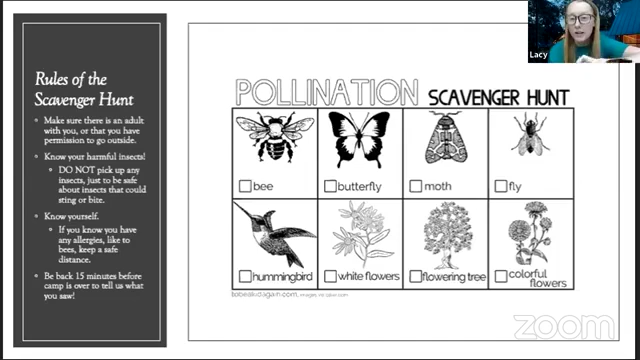 Rules of the
Scavenger Hunt
Make sure there is an adult
with you, or that you have
permission to go outside.
Know your harmful insects!
DO NOT pick up any
insects, just to be safe
about insects that could
sting or bite.
Know yourself.
If you know you have
any allergies, like to
bees, keep a safe
distance.
Be back 15 minutes before
camp is over to tell us what
you saw!
POLLINATION SCAVENGER HUNT
bee
butterfly
moth
fly
hummingbird
white flowers
flowering tree
colorful
flowers
Lacy
zoom